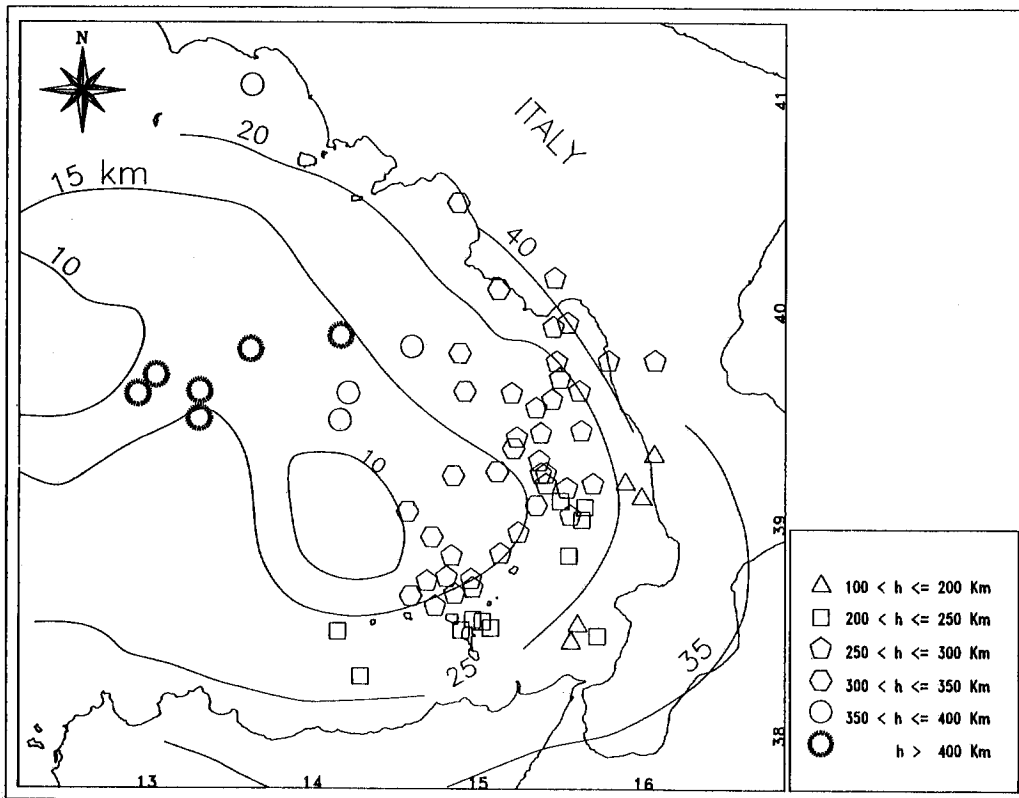 N
41
ITALY
20
15 km
40
10
40
10
39
100 < h <= 200 Km
200 < h <= 250 Km
250 < h <= 300 Km
300 < h <= 350 Km
350 < h <= 400 Km
h > 400 Km
35
25
38
13
14
15
16